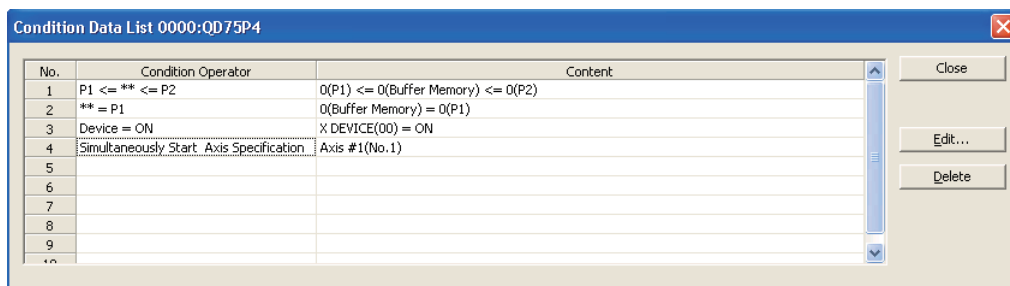 Condition Data List 0000:QD75P4
No. Condition Operator Content
1 P1 <= ** <= P2 0(P1) <= 0(Buffer Memory) <= 0(P2)
2 ** = P1 0(Buffer Memory) = 0(P1)
3 Device = ON X DEVICE(00) = ON
4 Simultaneously Start Axis Specification Axis #1(No.1)
5
6
7
8
9
Close
Edit...
Delete